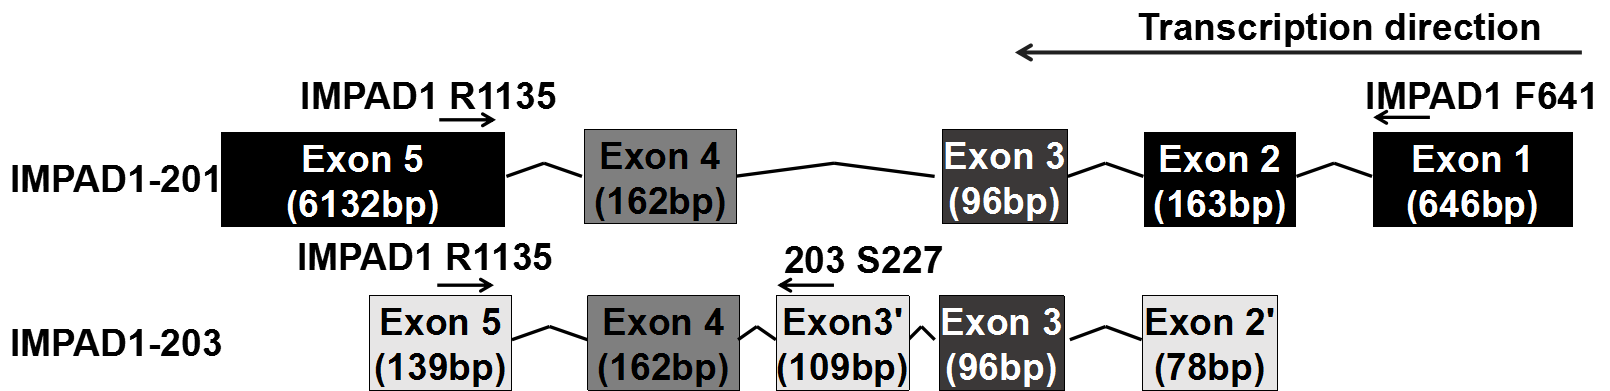 Transcription direction
IMPAD1 R1135
IMPAD1 F641
IMPAD1-201
Exon 5
(6132bp)
Exon 4
(162bp)
Exon 3
(96bp)
Exon 2
(163bp)
Exon 1
(646bp)
IMPAD1 R1135
203 S227
IMPAD1-203
Exon 5
(139bp)
Exon 4
(162bp)
Exon3'
(109bp)
Exon 3
(96bp)
Exon 2'
(78bp)